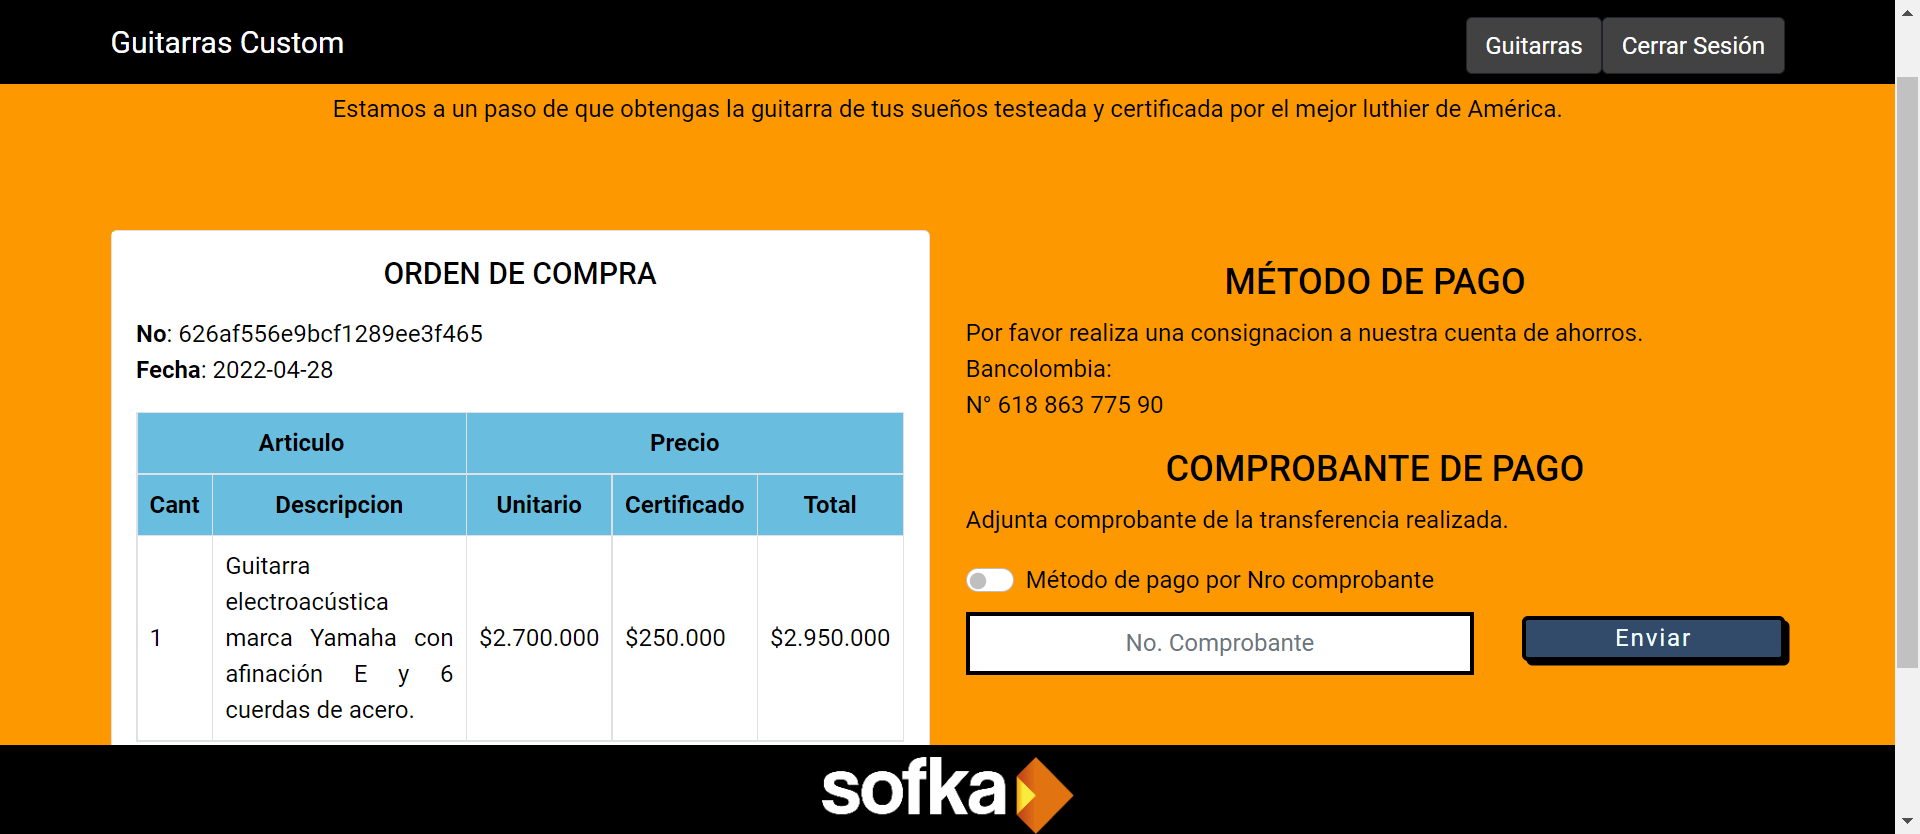 Guitarras Custom
Guitarras
Cerrar Sesión
Estamos a un paso de que obtengas la guitarra de tus sueños testeada y certificada por el mejor luthier de América.
ORDEN DE COMPRA
No: 626af556e9bcf1289ee3f465
Fecha: 2022-04-28
Articulo Precio
Cant Descripcion Unitario Certificado Total
Guitarra
electroacústica
1 marca Yamaha con $2.700.000 $250.000 $2.950.000
afinación E y 6
cuerdas de acero.
MÉTODO DE PAGO
Por favor realiza una consignacion a nuestra cuenta de ahorros.
Bancolombia:
N° 618 863 775 90
COMPROBANTE DE PAGO
Adjunta comprobante de la transferencia realizada.
Método de pago por Nro comprobante
No. Comprobante
Enviar
sofka